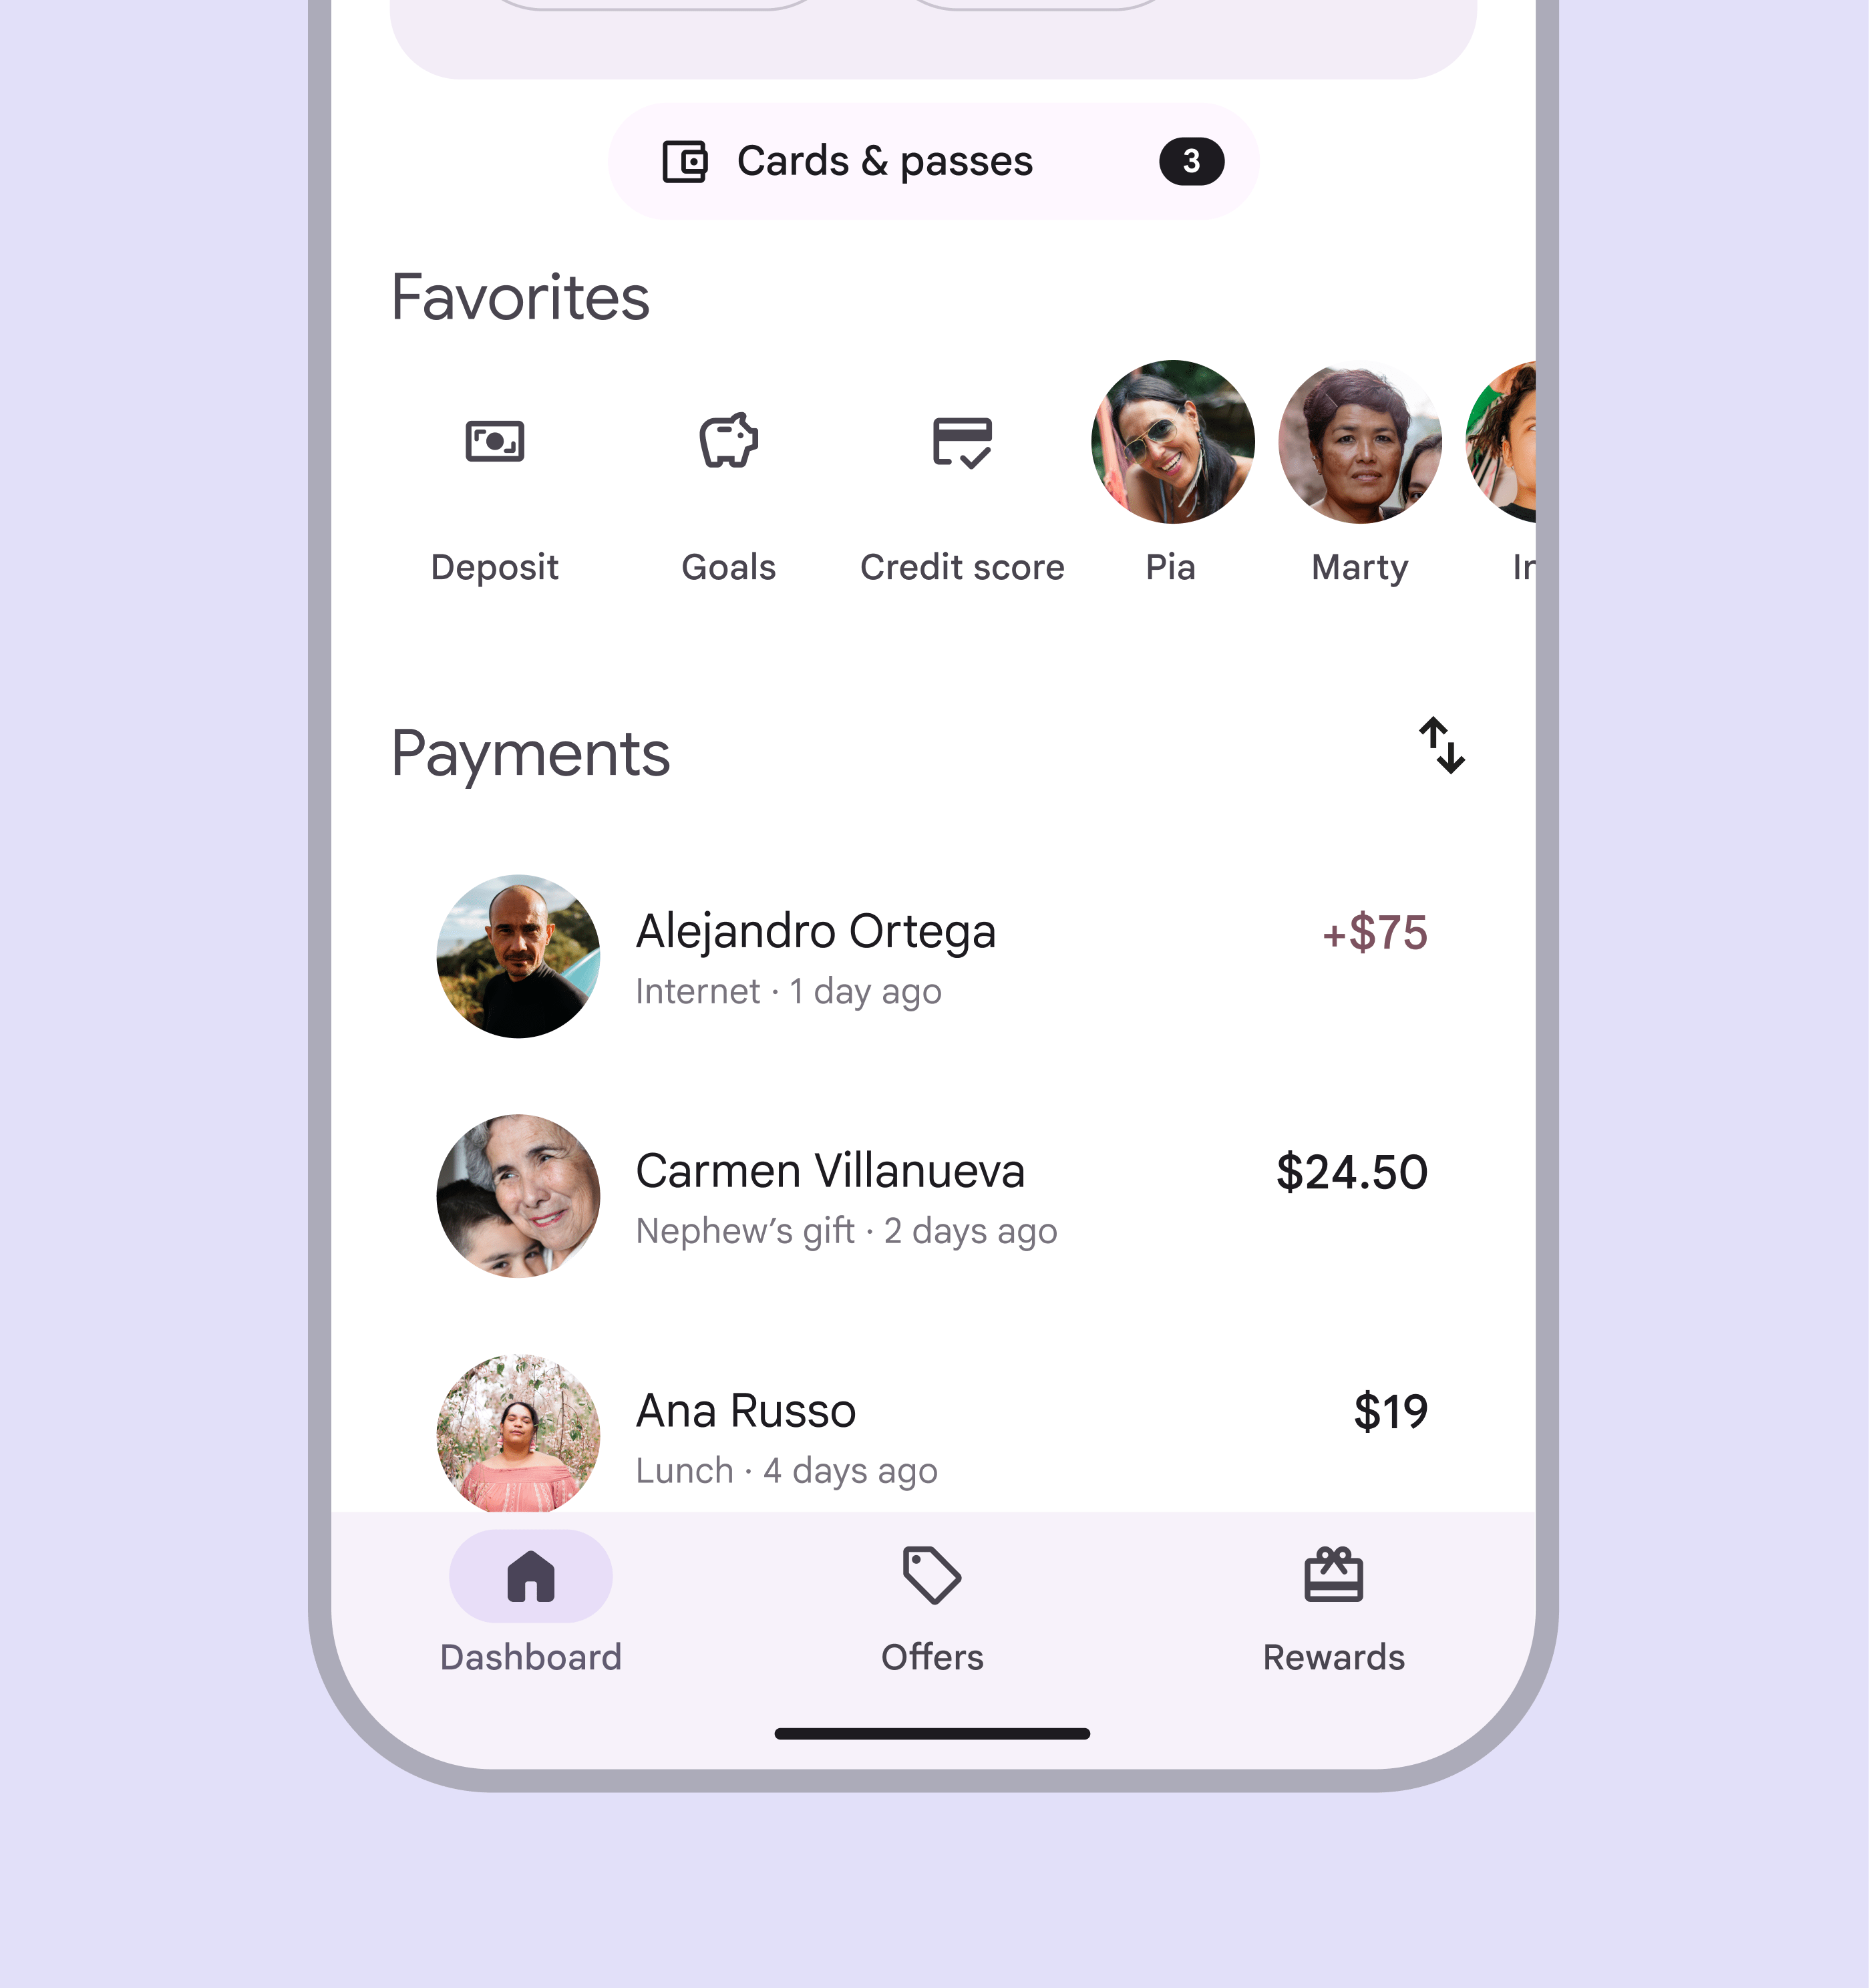 Cards & passes 3
Favorites
Deposit Goals Credit score Pia Marty
Payments
Alejandro Ortega +$75
Internet · 1 day ago
Carmen Villanueva $24.50
Nephew’s gift · 2 days ago
Ana Russo $19
Lunch · 4 days ago
Dashboard Offers Rewards